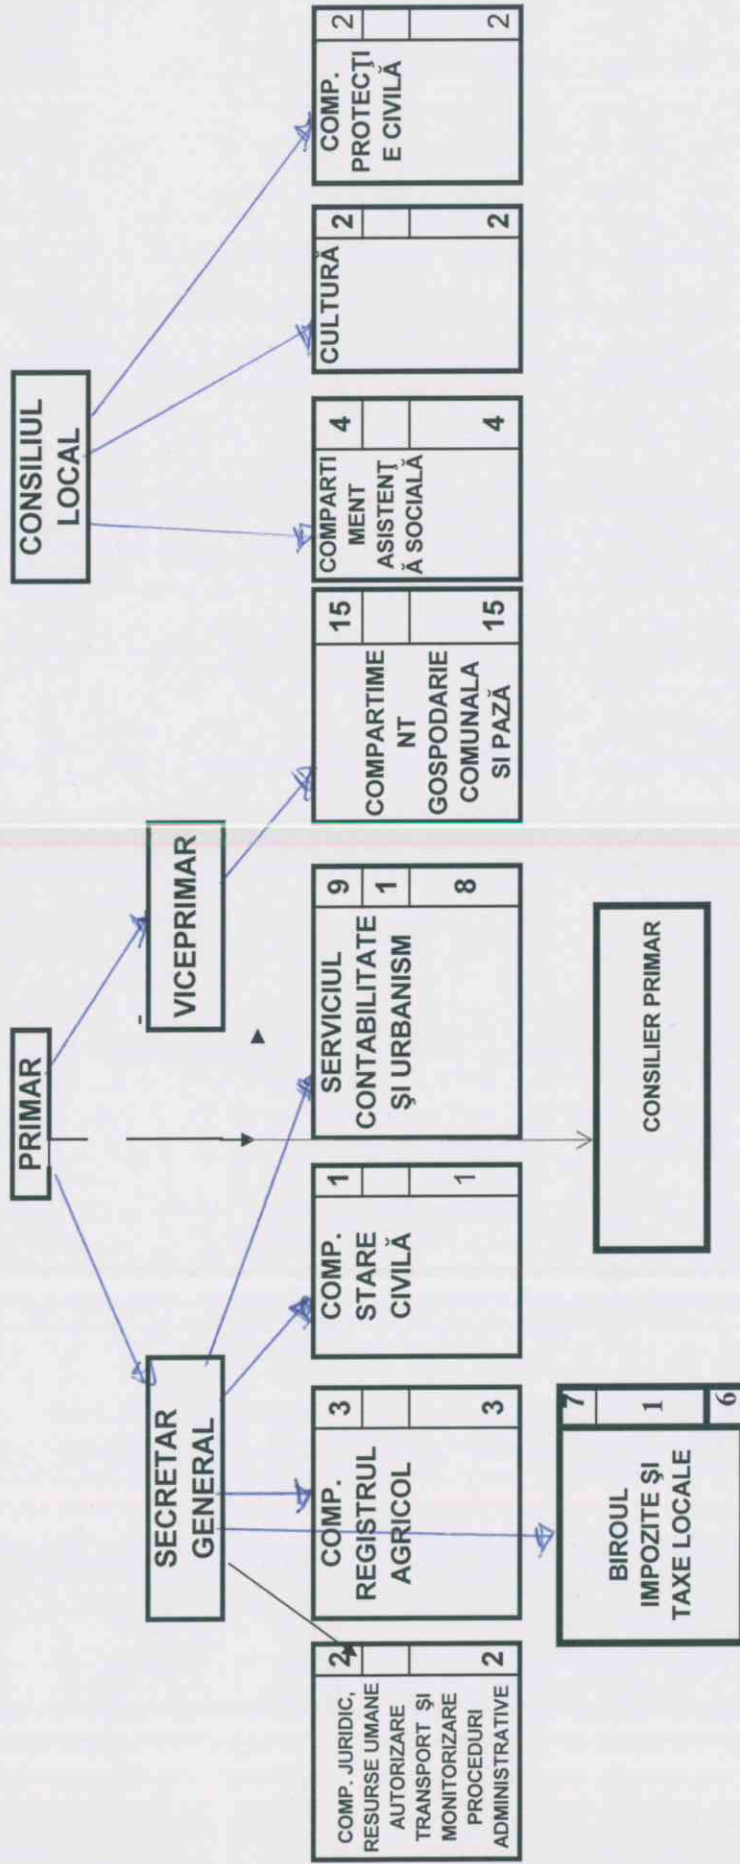 CONSILIUL
LOCAL
PRIMAR
VICEPRIMAR
SECRETAR
GENERAL
COMP. JURIDIC,
RESURSE UMANE
AUTORIZARE
TRANSPORT ŞI
MONITORIZARE
PROCEDURI
ADMINISTRATIVE
2
2
COMP.
REGISTRUL
AGRICOL
3
3
COMP.
STARE
CIVILĂ
1
1
SERVICIUL
CONTABILITATE
ŞI URBANISM
9
1
8
COMPARTIME
NT
GOSPODARIE
COMUNALA
SI PAZĂ
15
15
COMPARTI
MENT
ASISTENŢ
Ă SOCIALĂ
4
4
CULTURĂ
2
2
COMP.
PROTECŢI
E CIVILĂ
2
2
BIROUL
IMPOZITE ŞI
TAXE LOCALE
7
1
6
CONSILIER PRIMAR